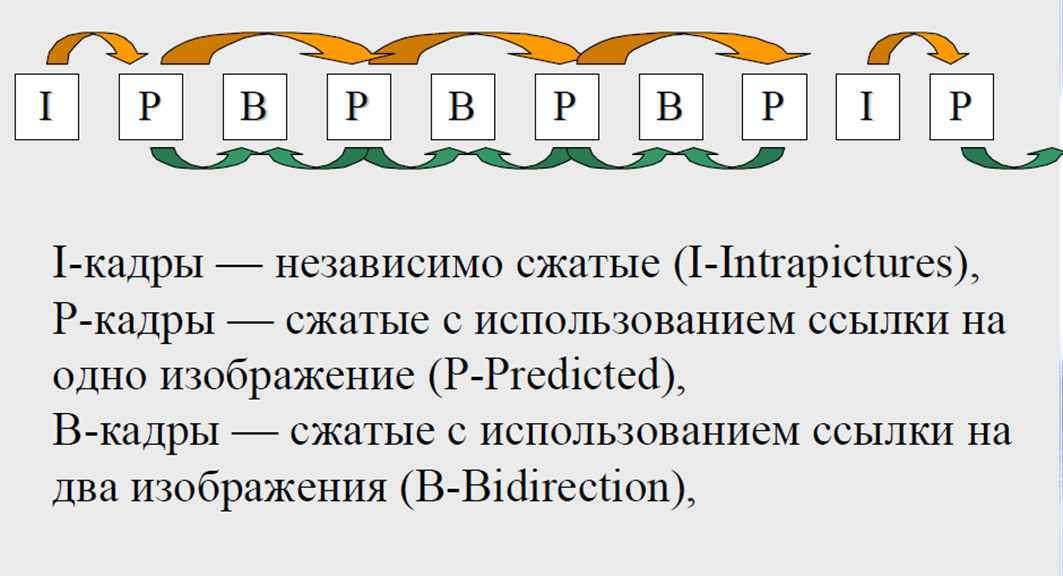 I P B P B P B P I P
I-кадры — независимо сжатые (I-Intrapictures),
P-кадры — сжатые с использованием ссылки на
одно изображение (P-Predicted),
B-кадры — сжатые с использованием ссылки на
два изображения (B-Bidirection),